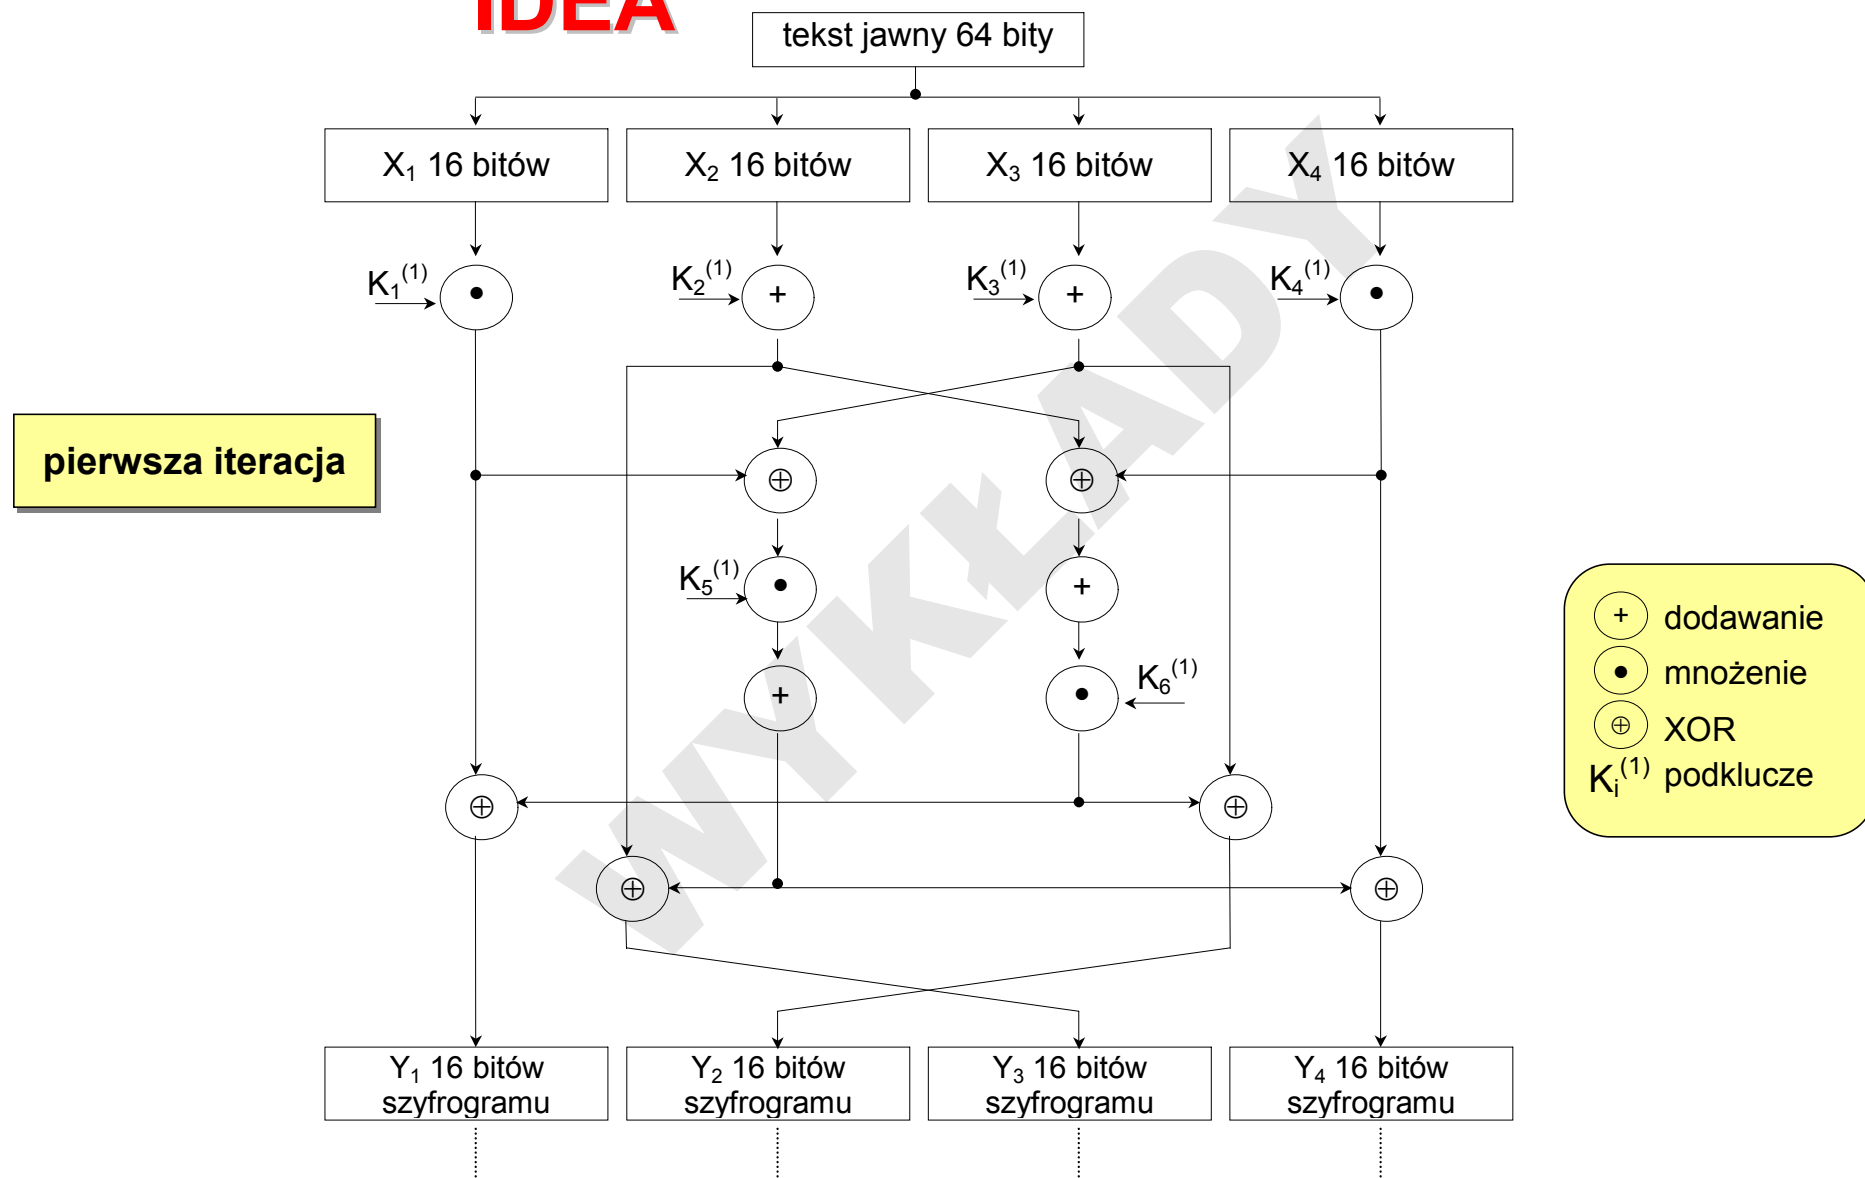 IDEA
tekst jawny 64 bity
X₁ 16 bitów
X₂ 16 bitów
X₃ 16 bitów
X₄ 16 bitów
K₁⁽¹⁾
•
K₂⁽¹⁾
+
K₃⁽¹⁾
+
K₄⁽¹⁾
•
pierwsza iteracja
⊕
⊕
K₅⁽¹⁾
•
+
+
•
K₆⁽¹⁾
⊕
⊕
⊕
⊕
+ dodawanie
• mnożenie
⊕ XOR
Kᵢ⁽¹⁾ podklucze
Y₁ 16 bitów
szyfrogramu
Y₂ 16 bitów
szyfrogramu
Y₃ 16 bitów
szyfrogramu
Y₄ 16 bitów
szyfrogramu
WYKŁADY